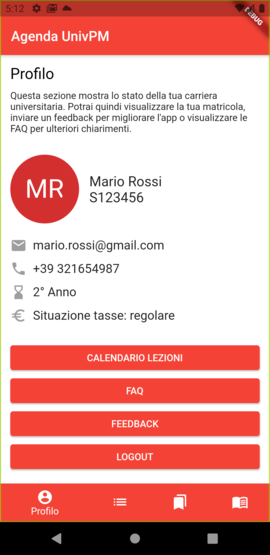 5:12
DEBUG
Agenda UnivPM
Profilo
Questa sezione mostra lo stato della tua carriera
universitaria. Potrai quindi visualizzare la tua matricola,
inviare un feedback per migliorare l'app o visualizzare le
FAQ per ulteriori chiarimenti.
MR
Mario Rossi
S123456
mario.rossi@gmail.com
+39 321654987
2° Anno
Situazione tasse: regolare
CALENDARIO LEZIONI
FAQ
FEEDBACK
LOGOUT
Profilo